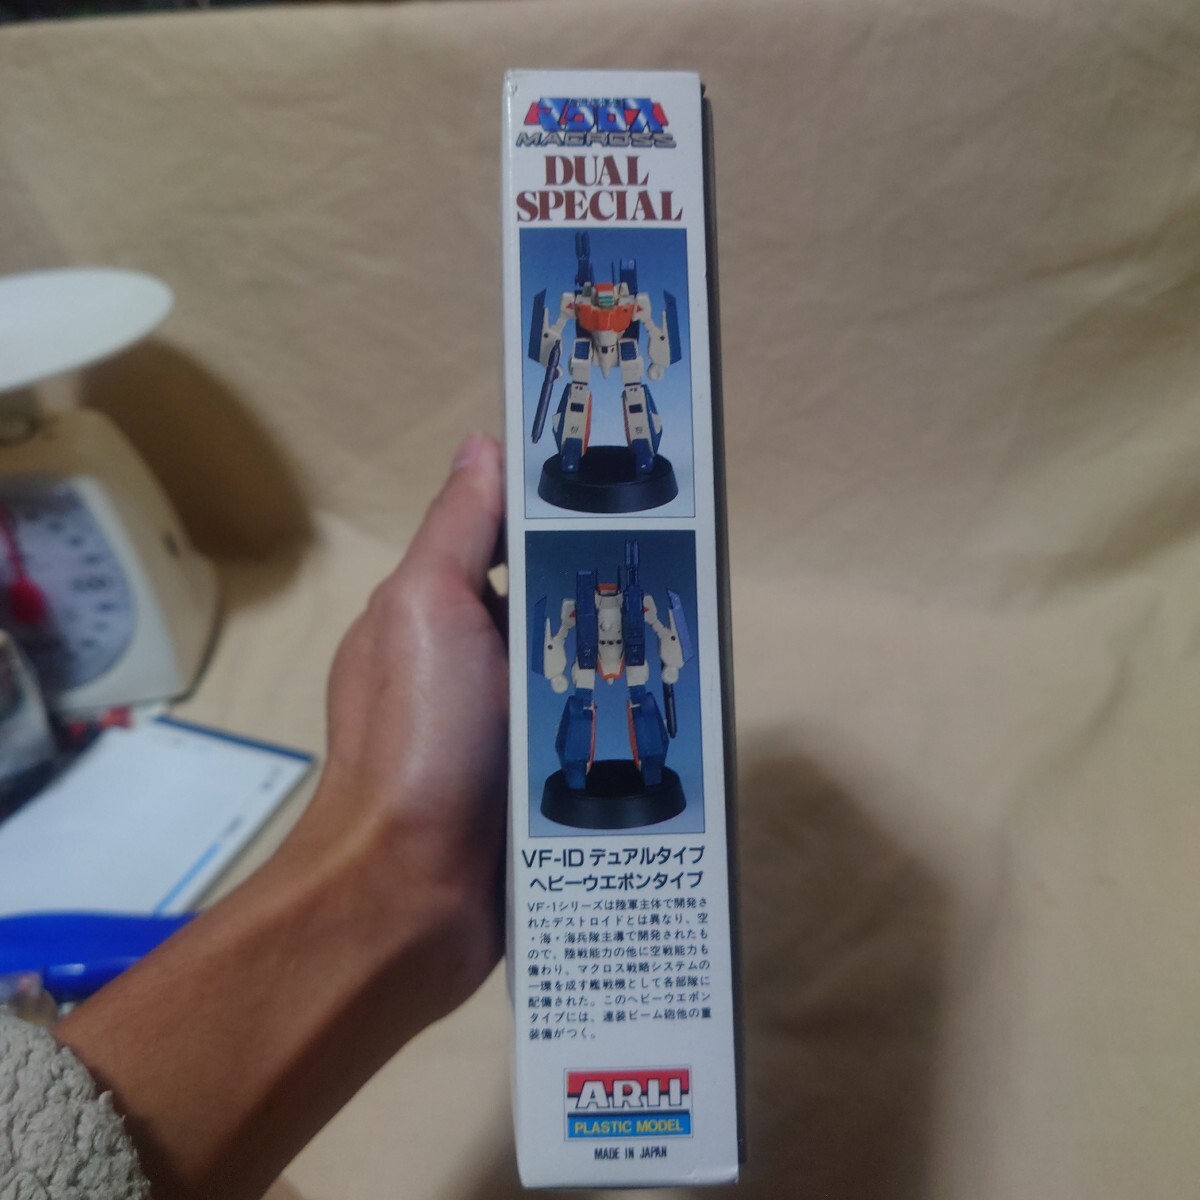 マクロス
MACROSS
DUAL
SPECIAL
VF-1D デュアルタイプ
ヘビーウエポンタイプ
VF-1シリーズは陸軍主体で開発さ
れたデストロイドとは異なり、空
・海・海兵隊主導で開発されたも
ので、陸戦能力の他に空戦能力も
備わり、マクロス戦略システムの
一環を成す艦戦機として各部隊に
配備された。このヘビーウエポン
タイプには、連装ビーム砲他の重
装備がつく。
ARII
PLASTIC MODEL
MADE IN JAPAN